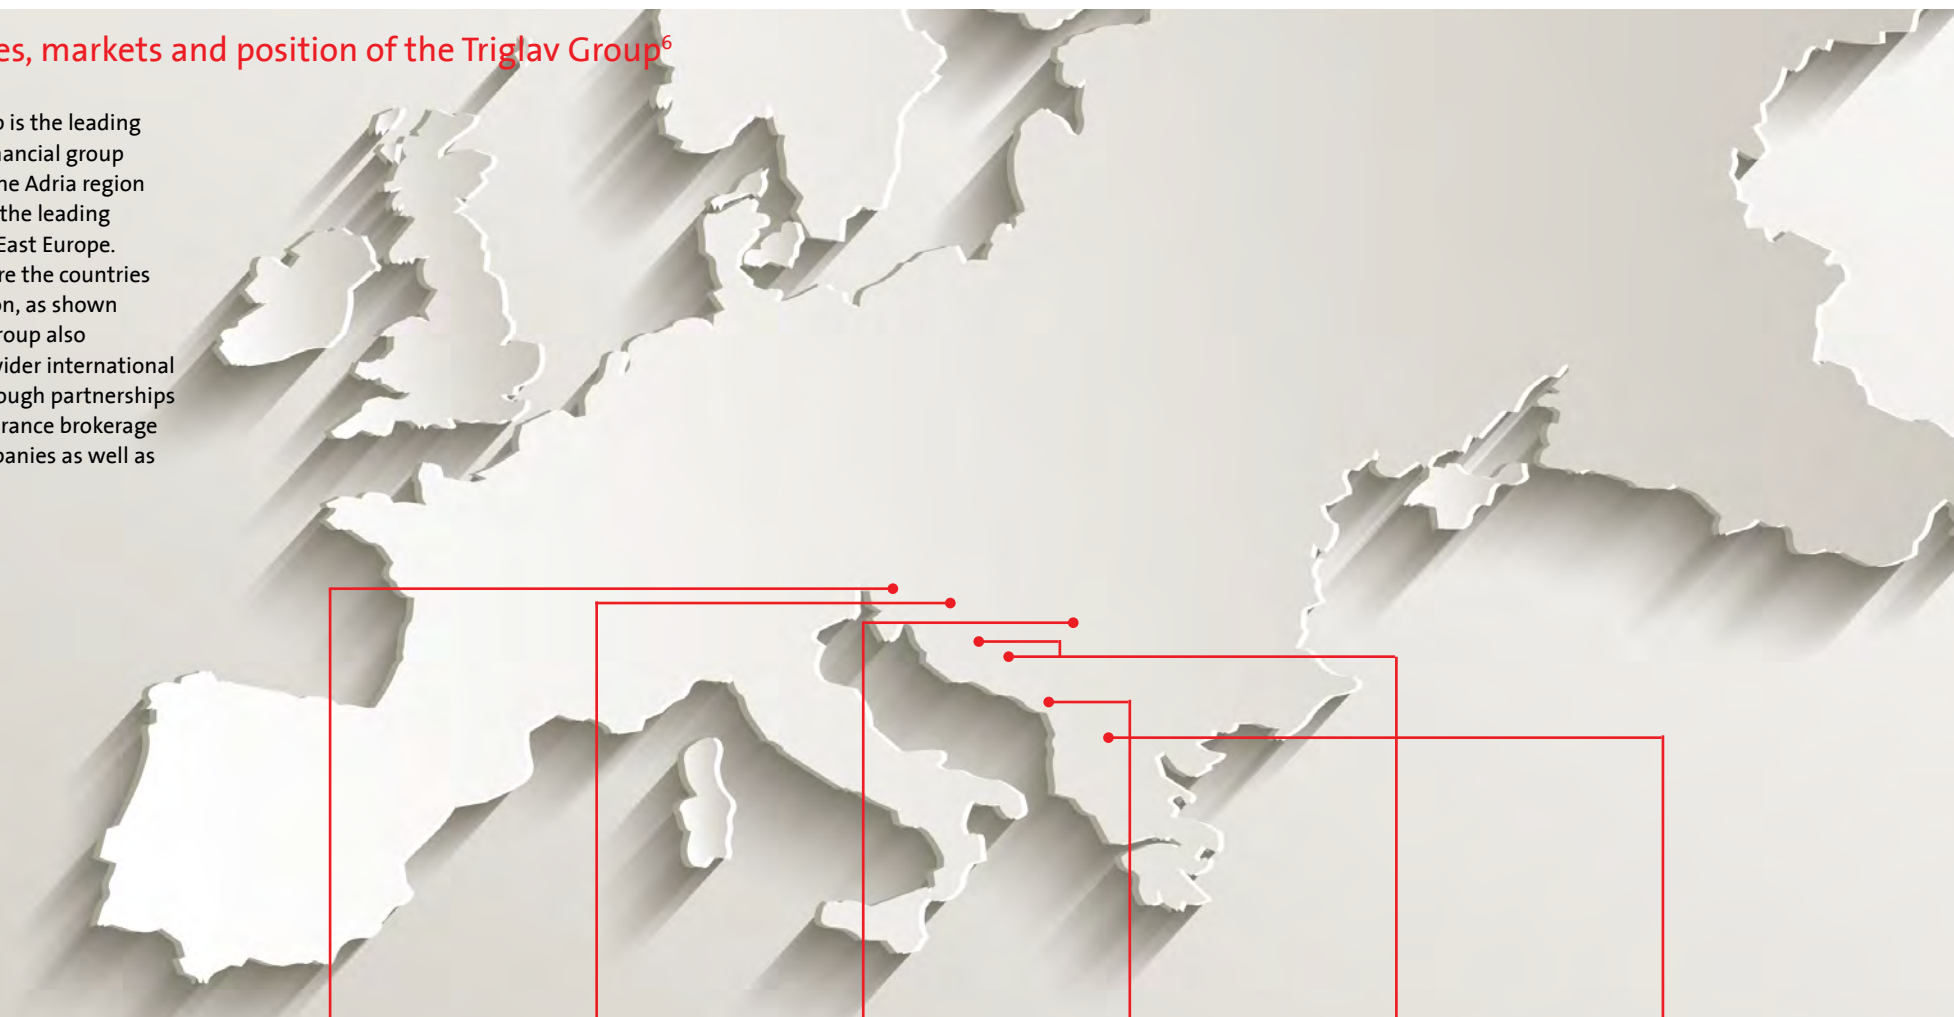 es, markets and position of the Triglav Group6
is the leading
ancial group
he Adria region
the leading
East Europe.
re the countries
on, as shown
roup also
wider international
ough partnerships
rance brokerage
panies as well as